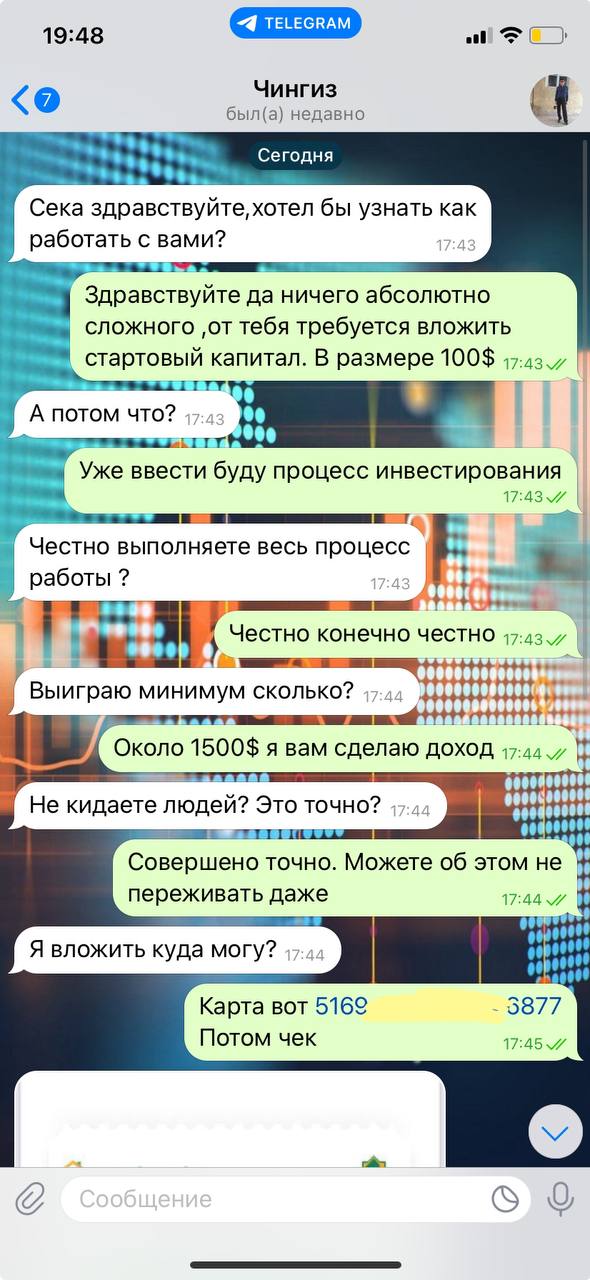 19:48
TELEGRAM
7
Чингиз
был(а) недавно
Сегодня
Сека здравствуйте,хотел бы узнать как
работать с вами?
17:43
Здравствуйте да ничего абсолютно
сложного ,от тебя требуется вложить
стартовый капитал. В размере 100$ 17:43
А потом что? 17:43
Уже ввести буду процесс инвестирования
17:43
Честно выполняете весь процесс
работы ?
17:43
Честно конечно честно 17:43
Выиграю минимум сколько? 17:44
Около 1500$ я вам сделаю доход 17:44
Не кидаете людей? Это точно? 17:44
Совершено точно. Можете об этом не
переживать даже
17:44
Я вложить куда могу? 17:44
Карта вот 5169 6877
Потом чек
17:45
Сообщение